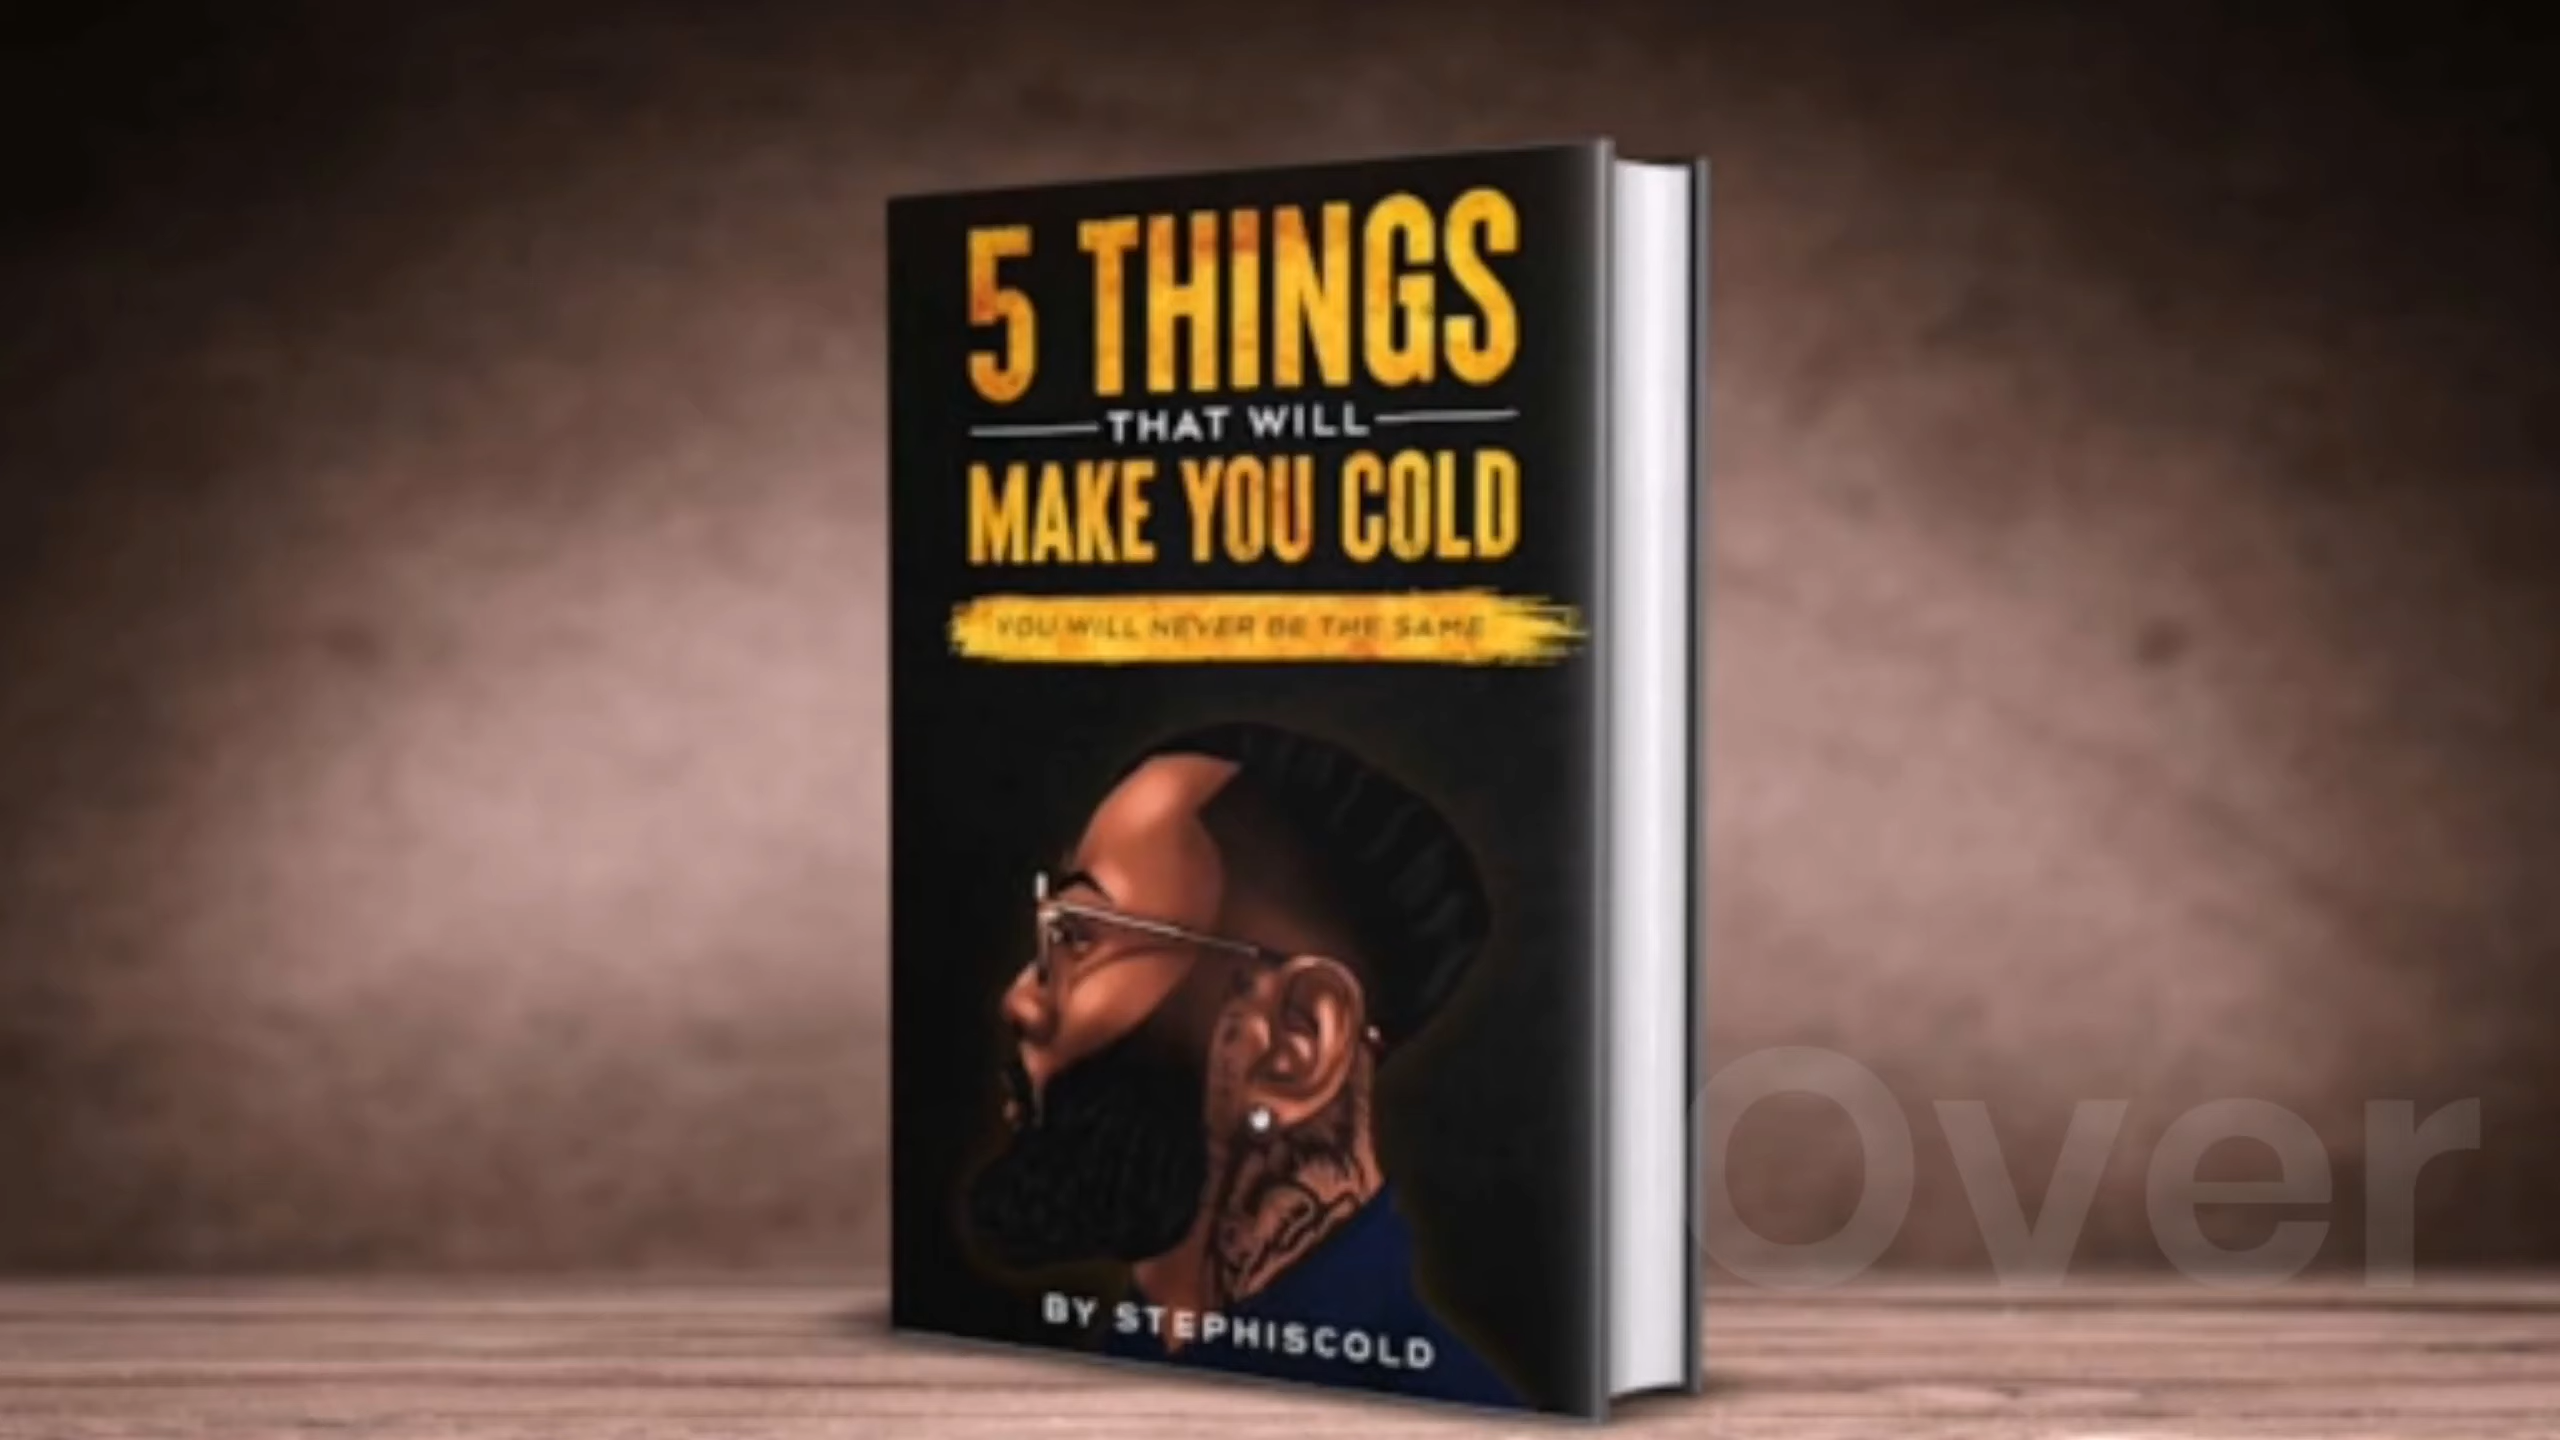 5 THINGS
THAT WILL
MAKE YOU COLD
YOU WILL NEVER BE THE SAME
BY STEPHISCOLD
Over